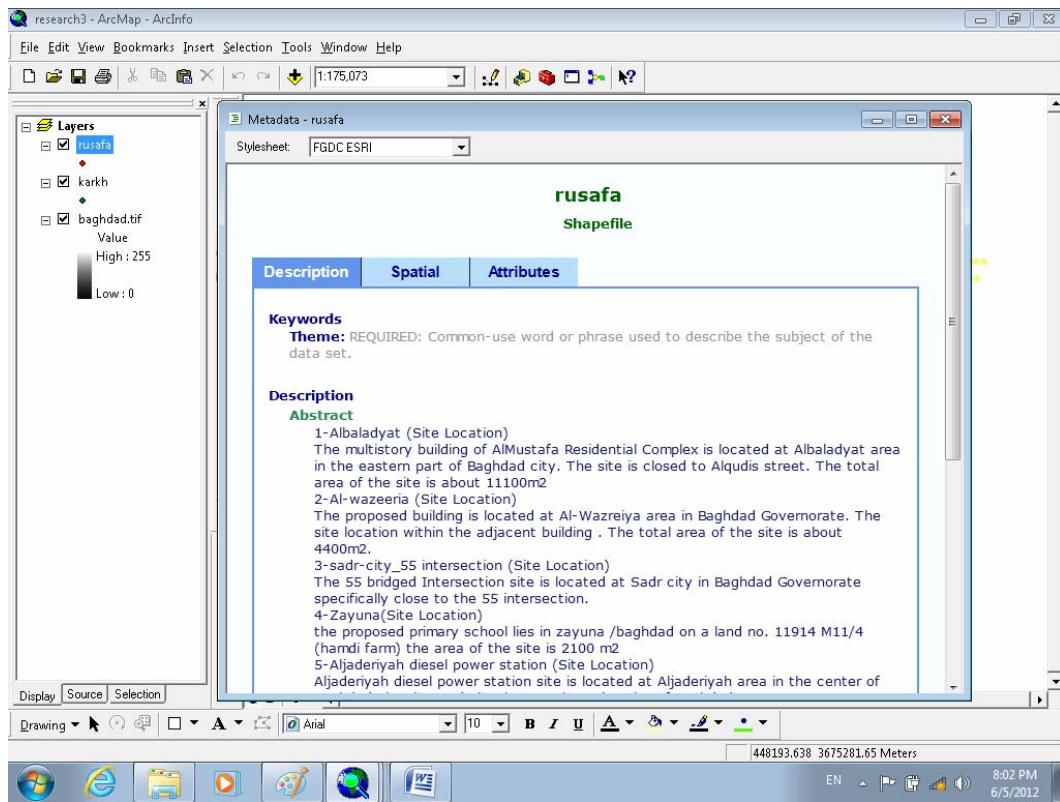 research3 - ArcMap - ArcInfo
File Edit View Bookmarks Insert Selection Tools Window Help
1:175,073
Layers
rusafa
karkh
baghdad.tif
Value
High : 255
Low : 0
Metadata - rusafa
Stylesheet: FGDC ESRI
rusafa
Shapefile
Description Spatial Attributes
Keywords
Theme: REQUIRED: Common-use word or phrase used to describe the subject of the
data set.
Description
Abstract
1-Albaladyat (Site Location)
The multistory building of AlMustafa Residential Complex is located at Albaladyat area
in the eastern part of Baghdad city. The site is closed to Alqudis street. The total
area of the site is about 11100m2
2-Al-wazeeria (Site Location)
The proposed building is located at Al-Wazreiya area in Baghdad Governorate. The
site location within the adjacent building . The total area of the site is about
4400m2.
3-sadr-city_55 intersection (Site Location)
The 55 bridged Intersection site is located at Sadr city in Baghdad Governorate
specifically close to the 55 intersection.
4-Zayuna(Site Location)
the proposed primary school lies in zayuna /baghdad on a land no. 11914 M11/4
(hamdi farm) the area of the site is 2100 m2
5-Aljaderiyah diesel power station (Site Location)
Aljaderiyah diesel power station site is located at Aljaderiyah area in the center of
Display Source Selection
Drawing A Arial 10 B I U A
448193.638 3675281.65 Meters
EN
8:02 PM
6/5/2012